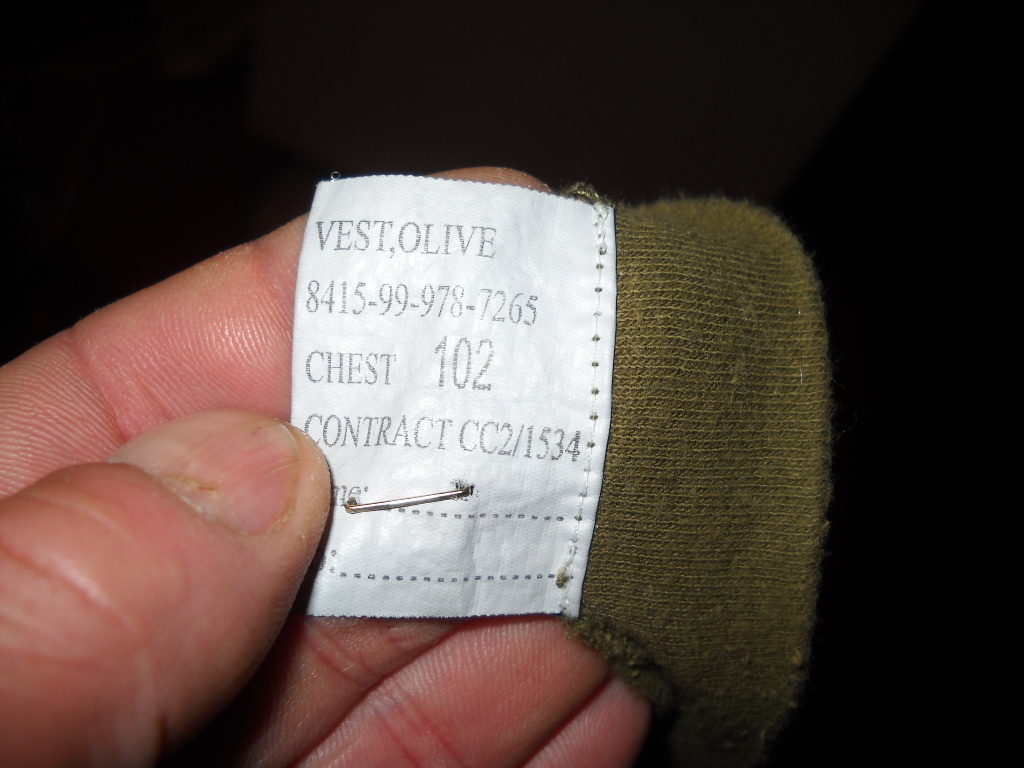 VEST,OLIVE
8415-99-978-7265
CHEST 102
CONTRACT CC2/1534